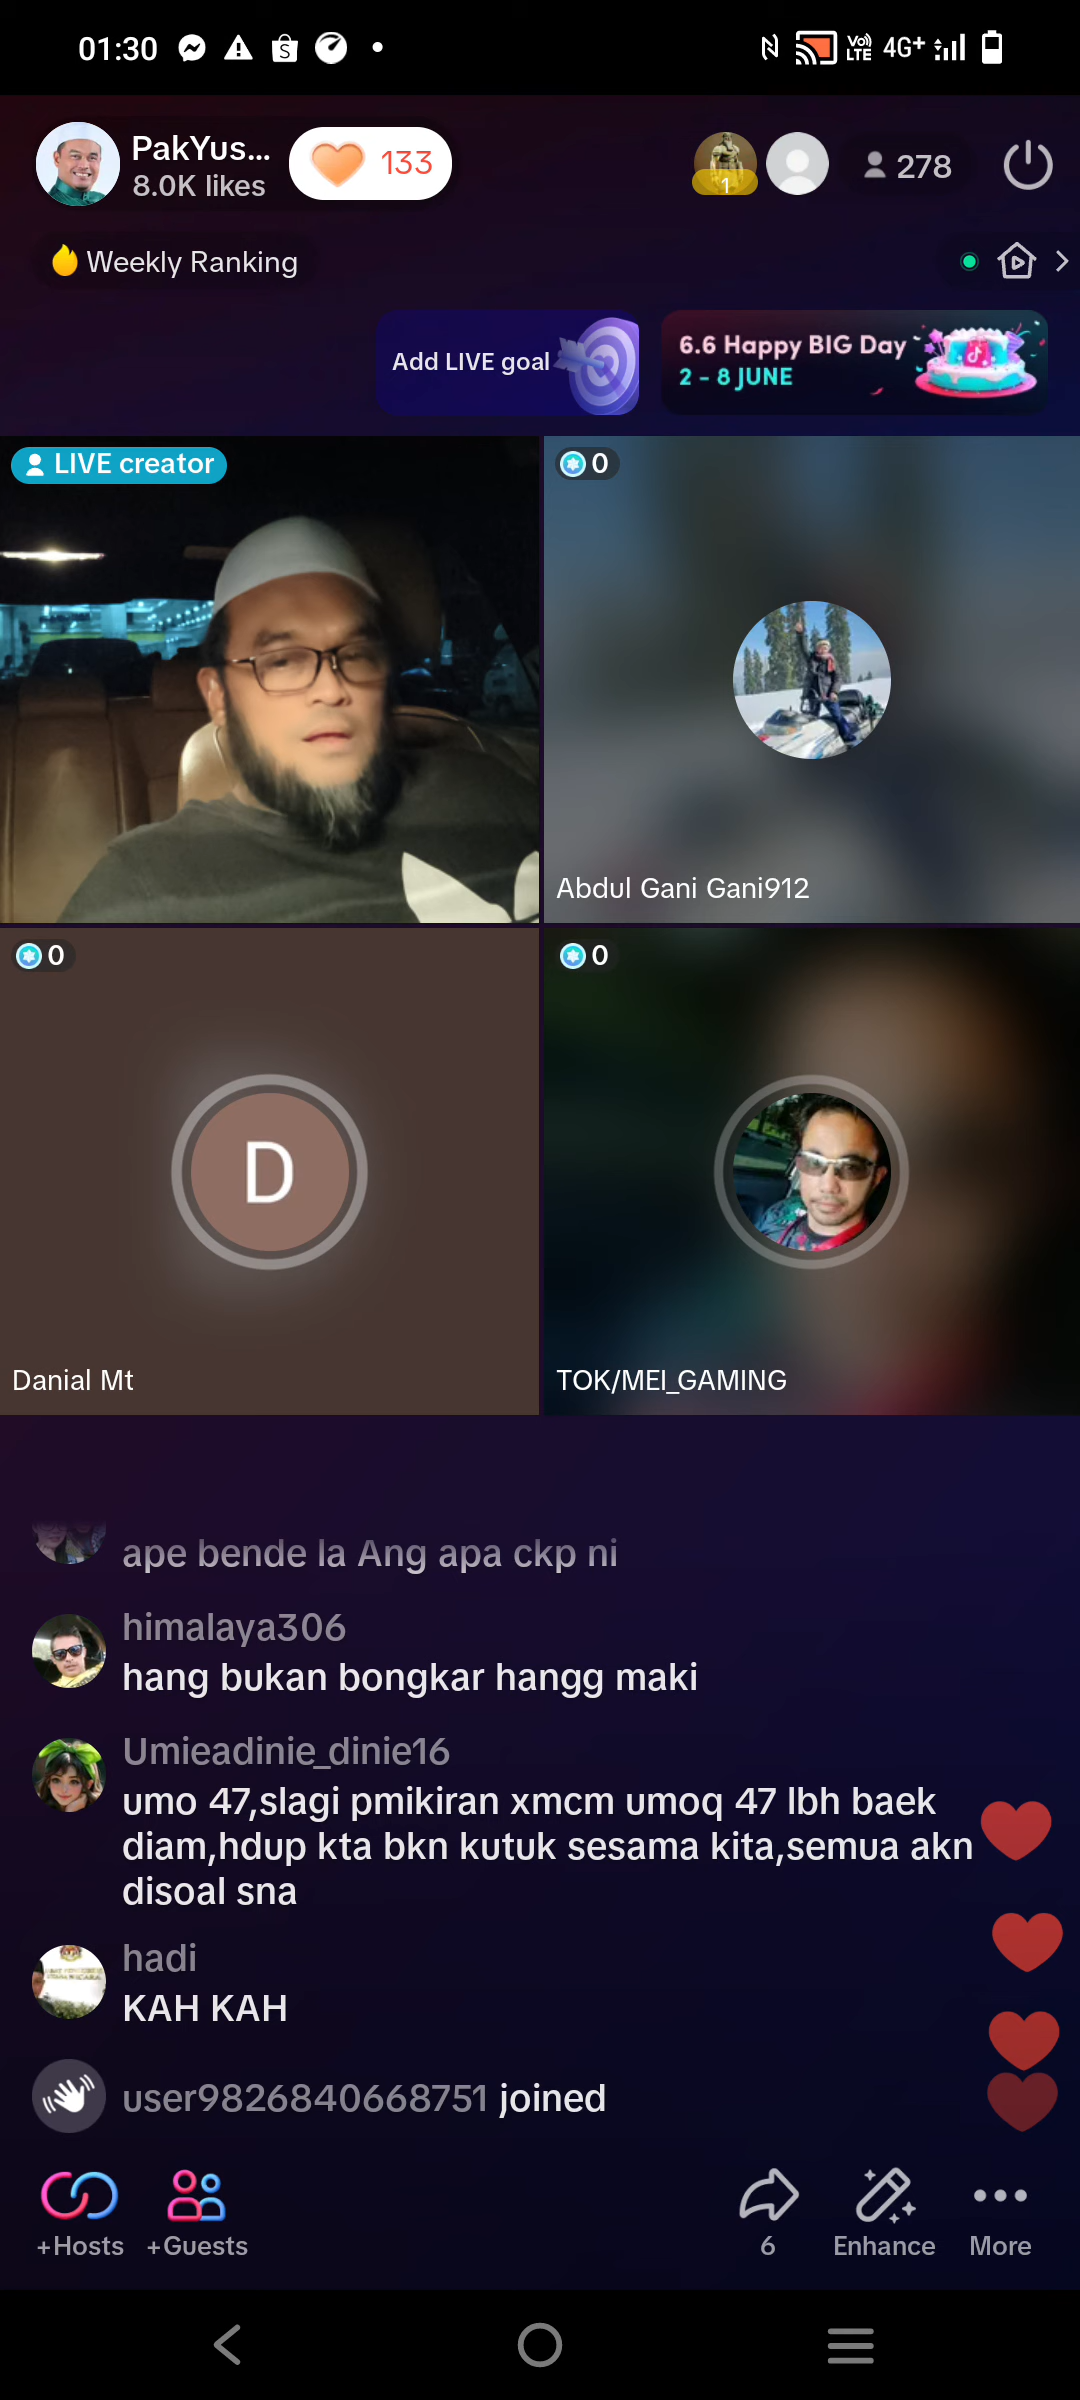 01:30
4G+
PakYus...
8.0K likes
133
1
278
Weekly Ranking
Add LIVE goal
6.6 Happy BIG Day
2 - 8 JUNE
LIVE creator
0
Abdul Gani Gani912
0
0
D
Danial Mt
TOK/MEI_GAMING
ape bende la Ang apa ckp ni
himalaya306
hang bukan bongkar hangg maki
Umieadinie_dinie16
umo 47,slagi pmikiran xmcm umoq 47 lbh baek
diam,hdup kta bkn kutuk sesama kita,semua akn
disoal sna
hadi
KAH KAH
user9826840668751 joined
+Hosts
+Guests
6
Enhance
More